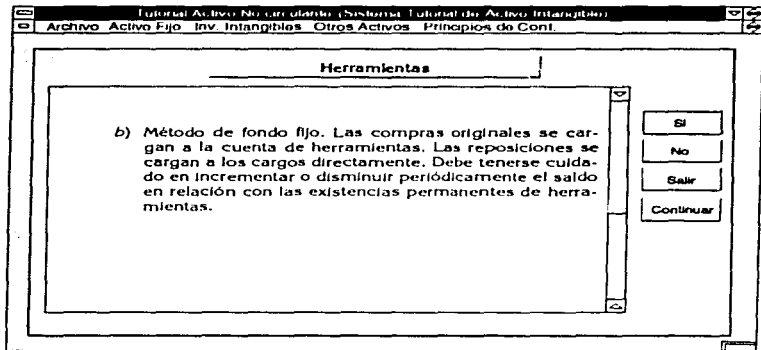 Tutorial Activo No circulante (Sistema Tutorial de Activo Intangible)
Archivo Activo Fijo Inv. Intangibles Otros Activos Principios de Cont.
Herramientas
b) Método de fondo fijo. Las compras originales se car-
gan a la cuenta de herramientas. Las reposiciones se
cargan a los cargos directamente. Debe tenerse cuida-
do en incrementar o disminuir periódicamente el saldo
en relación con las existencias permanentes de herra-
mientas.
SI
No
Salir
Continuar